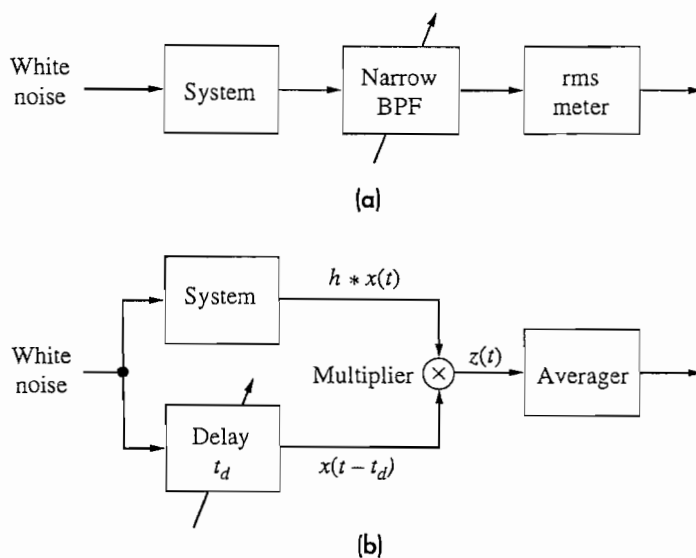 White
noise
System
Narrow
BPF
rms
meter
(a)
System
h * x(t)
White
noise
Multiplier
×
z(t)
Averager
Delay
t_d
x(t − t_d)
(b)